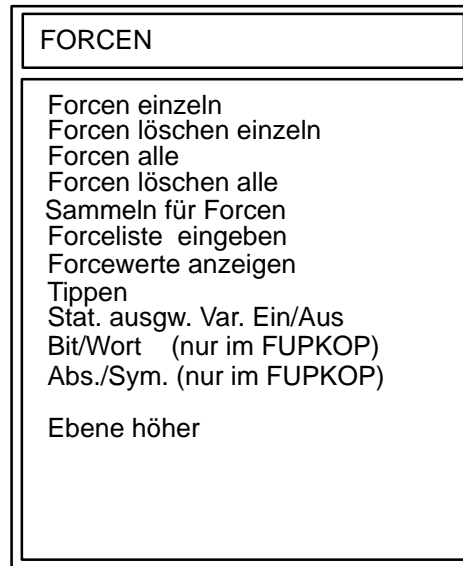 FORCEN
Forcen einzeln
Forcen löschen einzeln
Forcen alle
Forcen löschen alle
Sammeln für Forcen
Forceliste eingeben
Forcewerte anzeigen
Tippen
Stat. ausgw. Var. Ein/Aus
Bit/Wort (nur im FUPKOP)
Abs./Sym. (nur im FUPKOP)
Ebene höher